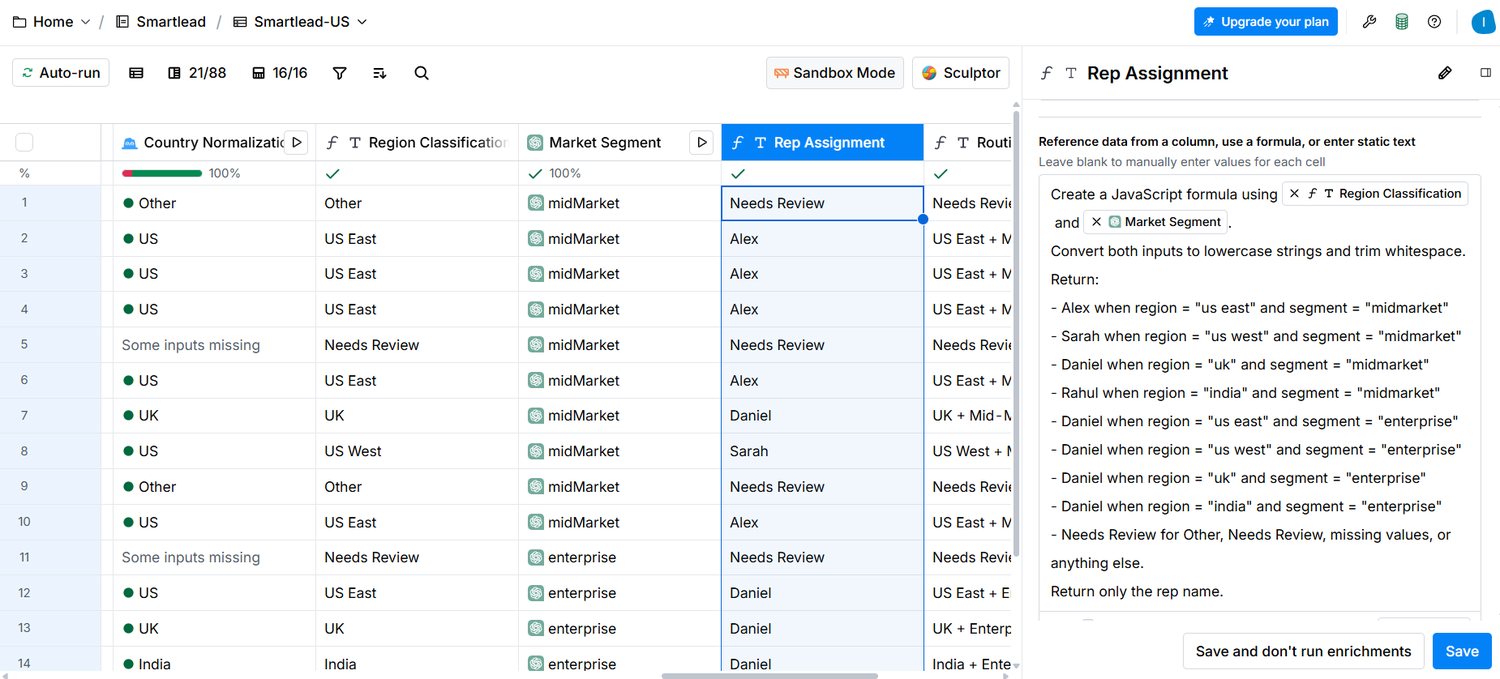 Home / Smartlead / Smartlead-US
Upgrade your plan
I
Auto-run 21/88 16/16 Sandbox Mode Sculptor
Rep Assignment
Country Normalizatio Region Classification Market Segment Rep Assignment Routi
% 100% 100%
1 Other Other midMarket Needs Review Needs Revi
2 US US East midMarket Alex US East + M
3 US US East midMarket Alex US East + M
4 US US East midMarket Alex US East + M
5 Some inputs missing Needs Review midMarket Needs Review Needs Revi
6 US US East midMarket Alex US East + M
7 UK UK midMarket Daniel UK + Mid-M
8 US US West midMarket Sarah US West + M
9 Other Other midMarket Needs Review Needs Revi
10 US US East midMarket Alex US East + M
11 Some inputs missing Needs Review enterprise Needs Review Needs Revi
12 US US East enterprise Daniel US East + E
13 UK UK enterprise Daniel UK + Enterp
14 India India enterprise Daniel India + Ente
Reference data from a column, use a formula, or enter static text
Leave blank to manually enter values for each cell
Create a JavaScript formula using Region Classification
and Market Segment .
Convert both inputs to lowercase strings and trim whitespace.
Return:
- Alex when region = "us east" and segment = "midmarket"
- Sarah when region = "us west" and segment = "midmarket"
- Daniel when region = "uk" and segment = "midmarket"
- Rahul when region = "india" and segment = "midmarket"
- Daniel when region = "us east" and segment = "enterprise"
- Daniel when region = "us west" and segment = "enterprise"
- Daniel when region = "uk" and segment = "enterprise"
- Daniel when region = "india" and segment = "enterprise"
- Needs Review for Other, Needs Review, missing values, or
anything else.
Return only the rep name.
Save and don't run enrichments Save